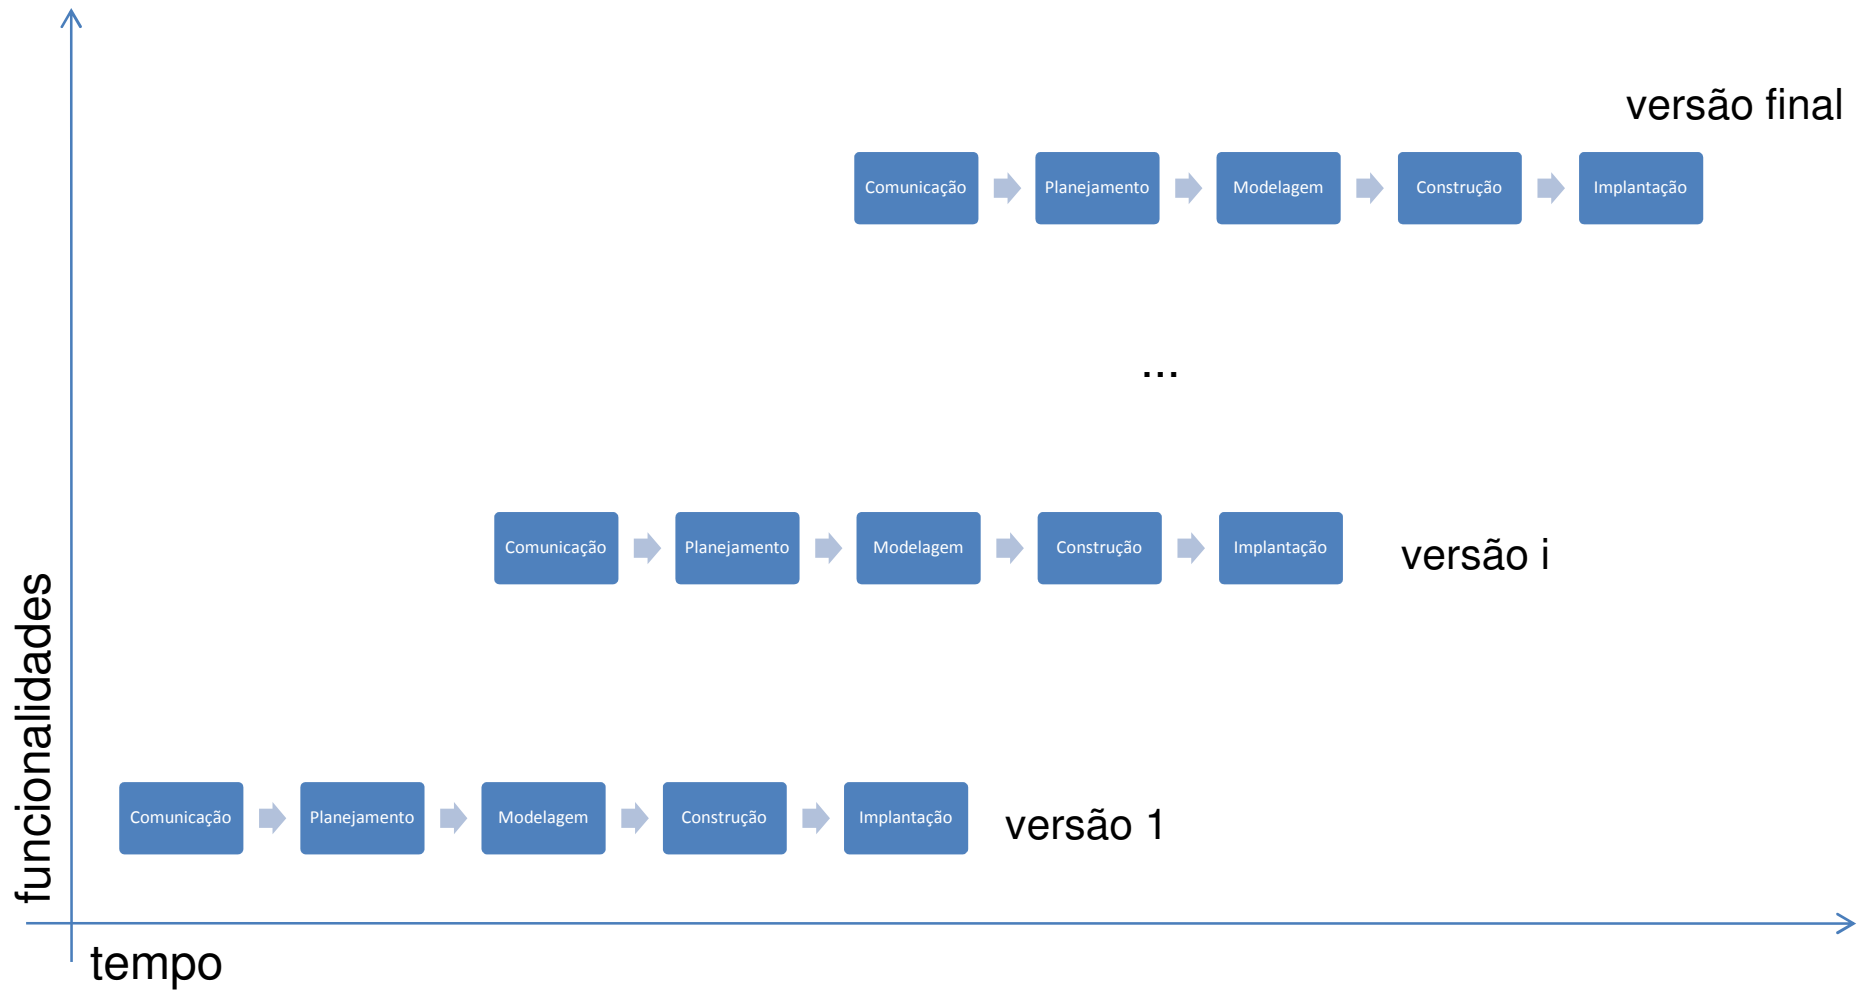 versão final
Comunicação Planejamento Modelagem Construção Implantação
...
Comunicação Planejamento Modelagem Construção Implantação versão i
funcionalidades
Comunicação Planejamento Modelagem Construção Implantação versão 1
tempo